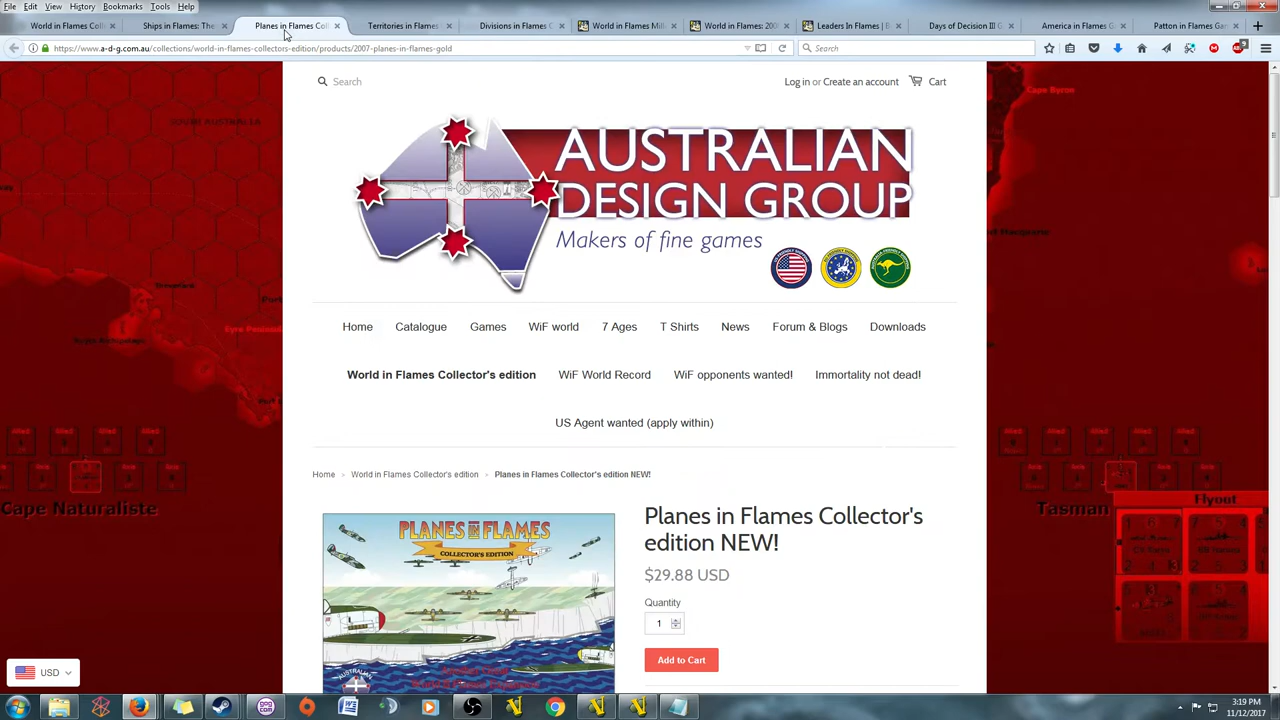 File Edit View History Bookmarks Tools Help
World in Flames Colle
Ships in Flames: The
Planes in Flames Coll
Territories in Flames
Divisions in Flames
World in Flames Mill
World in Flames: 200
Leaders In Flames | B
Days of Decision III G
America in Flames
Patton in Flames Ga
https://www.a-d-g.com.au/collections/world-in-flames-collectors-edition/products/2007-planes-in-flames-gold
Search
Search
Log in or Create an account Cart
AUSTRALIAN
DESIGN GROUP
Makers of fine games
Home Catalogue Games WiF world 7 Ages T Shirts News Forum & Blogs Downloads
World in Flames Collector's edition WiF World Record WiF opponents wanted! Immortality not dead!
US Agent wanted (apply within)
Home » World in Flames Collector's edition » Planes in Flames Collector's edition NEW!
PLANES IN FLAMES
COLLECTOR'S EDITION
AUSTRALIAN
Planes in Flames Collector's
edition NEW!
$29.88 USD
Quantity
1
Add to Cart
Cape Byron
Cape Naturaliste
Tasman
Flyout
USD
3:19 PM
11/12/2017